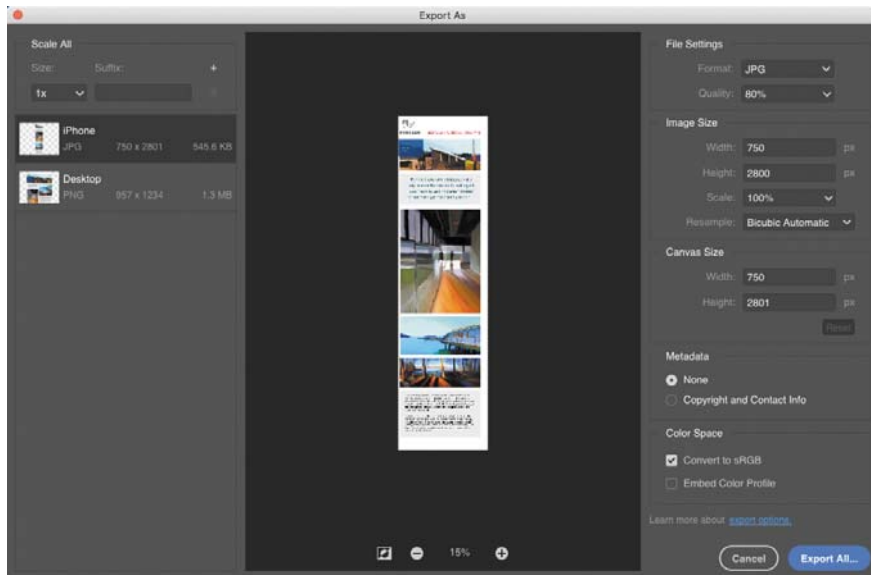 Export As
Scale All
Size: Suffix: +
1x
iPhone
JPG 750 x 2801 545.6 KB
Desktop
PNG 957 x 1234 1.3 MB
15%
File Settings
Format: JPG
Quality: 80%
Image Size
Width: 750 px
Height: 2800 px
Scale: 100%
Resample: Bicubic Automatic
Canvas Size
Width: 750 px
Height: 2801 px
Reset
Metadata
None
Copyright and Contact Info
Color Space
Convert to sRGB
Embed Color Profile
Learn more about export options.
Cancel Export All...